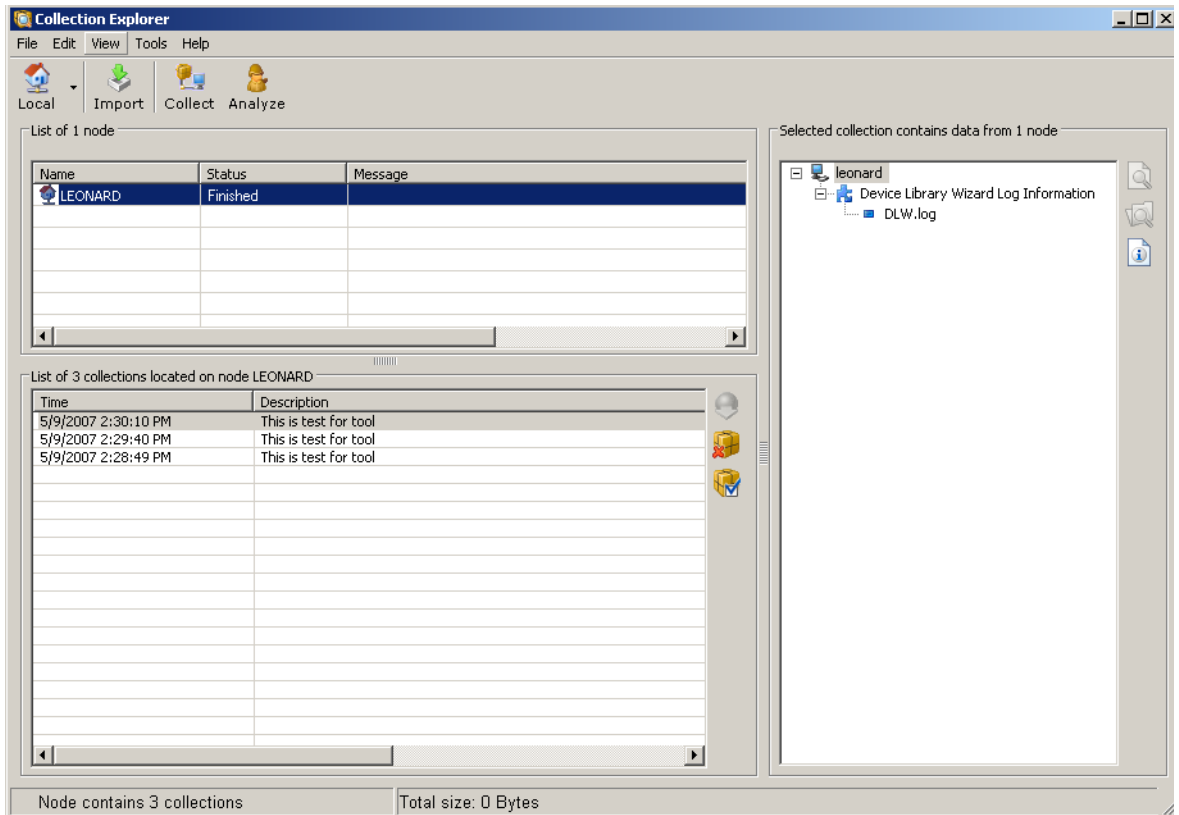 Collection Explorer
File Edit View Tools Help
Local Import Collect Analyze
List of 1 node
Name Status Message
LEONARD Finished
List of 3 collections located on node LEONARD
Time Description
5/9/2007 2:30:10 PM This is test for tool
5/9/2007 2:29:40 PM This is test for tool
5/9/2007 2:28:49 PM This is test for tool
Selected collection contains data from 1 node
leonard
Device Library Wizard Log Information
DLW.log
Node contains 3 collections
Total size: 0 Bytes